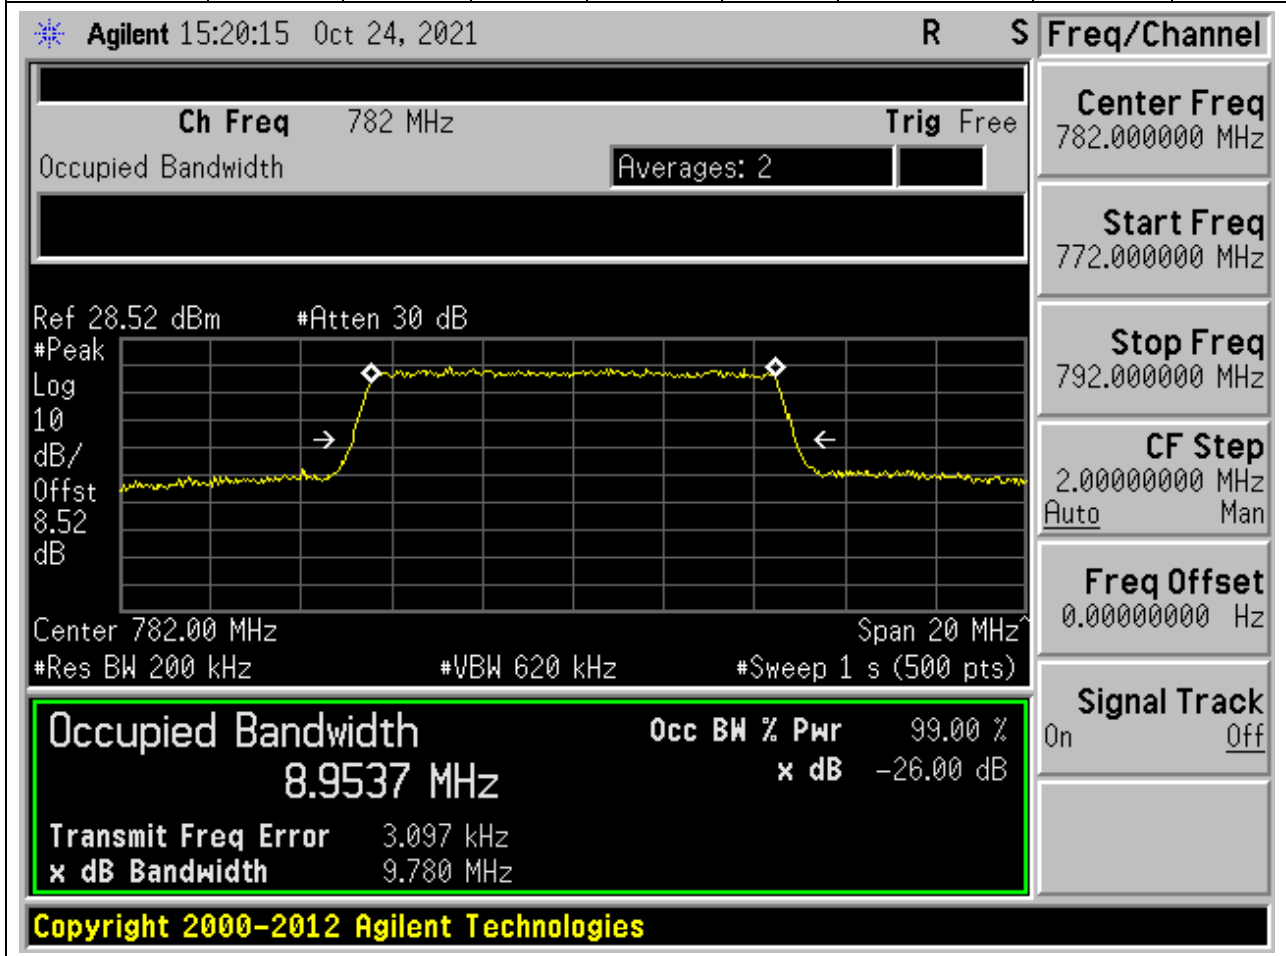 Agilent 15:20:15 Oct 24, 2021 R S Freq/Channel
Ch Freq 782 MHz Trig Free
Occupied Bandwidth Averages: 2
Center Freq
782.000000 MHz
Start Freq
772.000000 MHz
Stop Freq
792.000000 MHz
CF Step
2.00000000 MHz
Auto Man
Freq Offset
0.00000000 Hz
Signal Track
On Off
Ref 28.52 dBm #Atten 30 dB
#Peak
Log
10
dB/
Offst
8.52
dB
Center 782.00 MHz Span 20 MHz^
#Res BW 200 kHz #VBW 620 kHz #Sweep 1 s (500 pts)
Occupied Bandwidth Occ BW % Pwr 99.00 %
8.9537 MHz x dB -26.00 dB
Transmit Freq Error 3.097 kHz
x dB Bandwidth 9.780 MHz
Copyright 2000-2012 Agilent Technologies